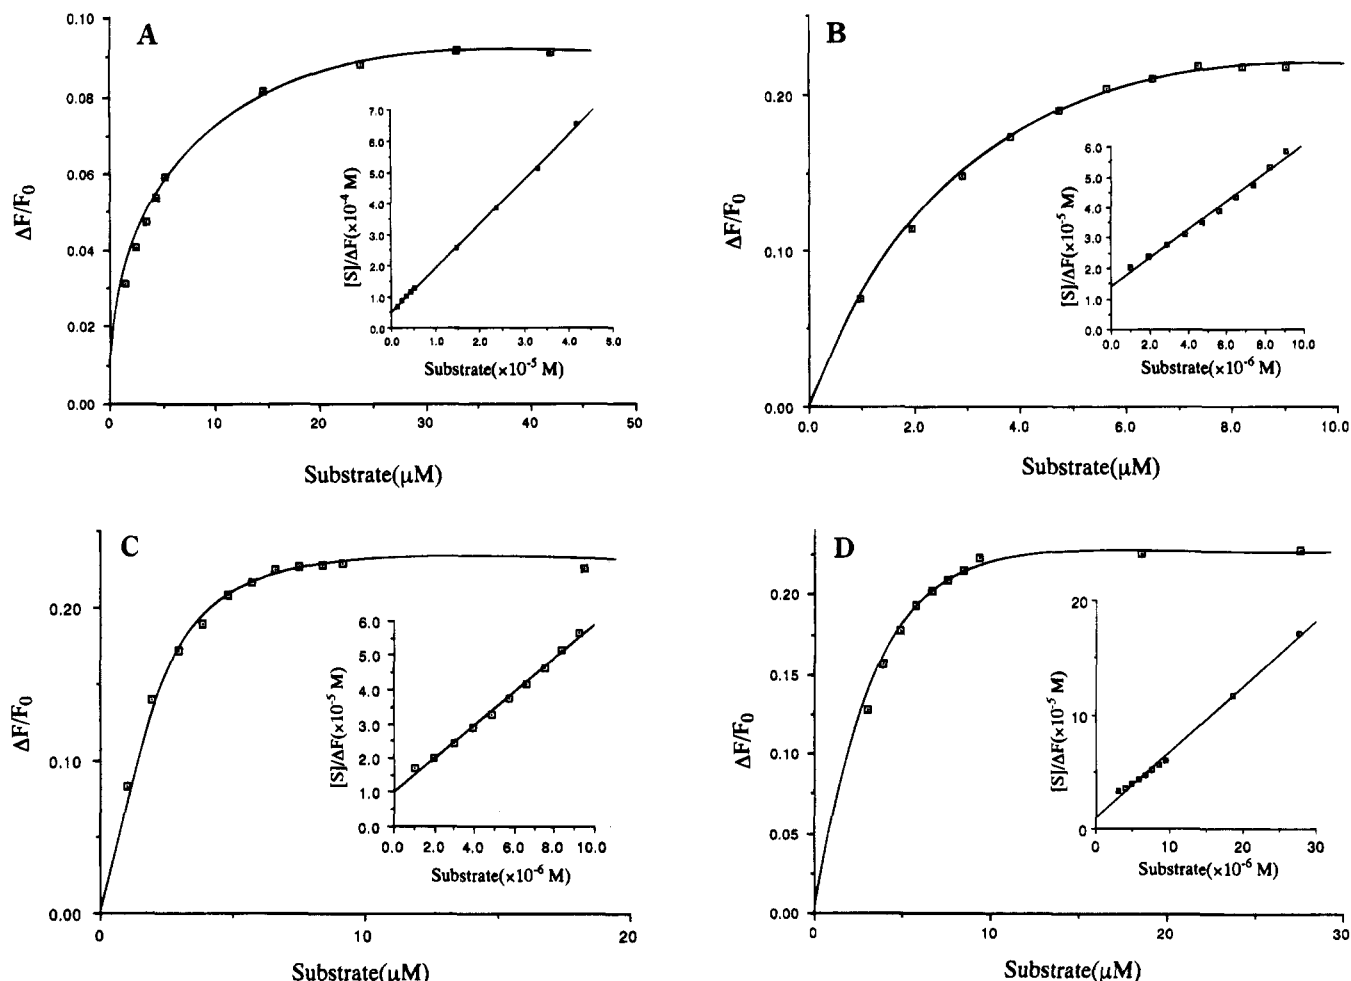 A
0.10
0.08
0.06
0.04
0.02
0.00
ΔF/F0
0 10 20 30 40 50
Substrate(μM)
7.0
6.0
5.0
4.0
3.0
2.0
1.0
0.0
[S]/ΔF(×10-4 M)
0.0 1.0 2.0 3.0 4.0 5.0
Substrate(×10-5 M)
B
0.20
0.10
0.00
ΔF/F0
0.0 2.0 4.0 6.0 8.0 10.0
Substrate(μM)
6.0
5.0
4.0
3.0
2.0
1.0
0.0
[S]/ΔF(×10-5 M)
0.0 2.0 4.0 6.0 8.0 10.0
Substrate(×10-6 M)
C
0.20
0.10
0.00
ΔF/F0
0 10 20
Substrate(μM)
6.0
5.0
4.0
3.0
2.0
1.0
0.0
[S]/ΔF(×10-5 M)
0.0 2.0 4.0 6.0 8.0 10.0
Substrate(×10-6 M)
D
0.20
0.15
0.10
0.05
0.00
ΔF/F0
0 10 20 30
Substrate(μM)
20
10
0
[S]/ΔF(×10-5 M)
0 10 20 30
Substrate(×10-6 M)